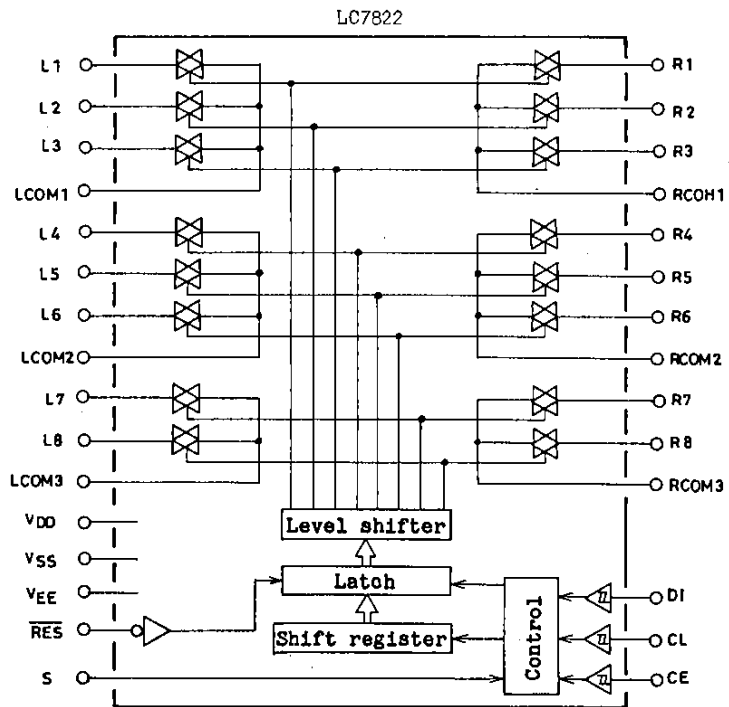 LC7822
L1
R1
L2
R2
L3
R3
LCOM1
RCOH1
L4
R4
L5
R5
L6
R6
LCOM2
RCOM2
L7
R7
L8
R8
LCOM3
RCOM3
VDD
Level shifter
VSS
VEE
Latch
DI
RES
Shift register
Control
CL
S
CE